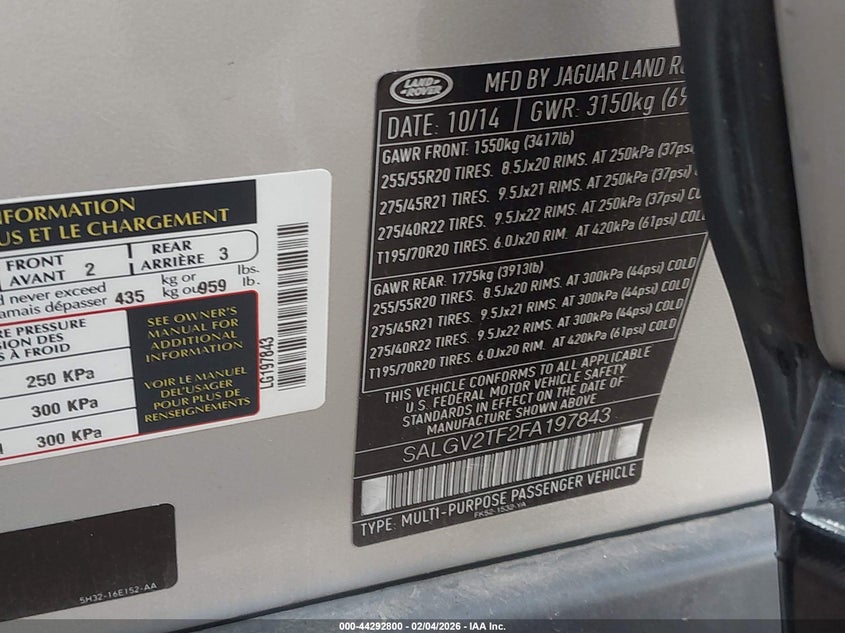 INFORMATION
US ET LE CHARGEMENT
FRONT
AVANT 2
REAR
ARRIÈRE 3
never exceed
jamais dépasser 435 kg or
kg ou 959 lbs.
lb.
PRESSURE
SION DES
À FROID
250 KPa
300 KPa
300 KPa
SEE OWNER'S
MANUAL FOR
ADDITIONAL
INFORMATION
VOIR LE MANUEL
DEL'USAGER
POUR PLUS DE
RENSEIGNEMENTS
LG197843
5H32-16E152-AA
LAND
ROVER
MFD BY JAGUAR LAND
DATE: 10/14 GWR: 3150kg
GAWR FRONT: 1550kg (3417lb)
255/55R20 TIRES. 8.5Jx20 RIMS. AT 250kPa (37psi)
275/45R21 TIRES. 9.5Jx21 RIMS. AT 250kPa (37psi)
275/40R22 TIRES. 9.5Jx22 RIMS. AT 250kPa (37psi)
T195/70R20 TIRES. 6.0Jx20 RIM. AT 420kPa (61psi) COLD
GAWR REAR: 1775kg (3913lb)
255/55R20 TIRES. 8.5Jx20 RIMS. AT 300kPa (44psi) COLD
275/45R21 TIRES. 9.5Jx21 RIMS. AT 300kPa (44psi) COLD
275/40R22 TIRES. 9.5Jx22 RIMS. AT 300kPa (44psi) COLD
T195/70R20 TIRES. 6.0Jx20 RIM. AT 420kPa (61psi) COLD
THIS VEHICLE CONFORMS TO ALL APPLICABLE
U.S. FEDERAL MOTOR VEHICLE SAFETY
STANDARDS IN EFFECT ON THE DATE OF
MANUFACTURE SHOWN ABOVE
SALGV2TF2FA197843
TYPE: MULTI-PURPOSE PASSENGER VEHICLE
FK52-1532-YA
000-44292800 - 02/04/2026 - IAA Inc.